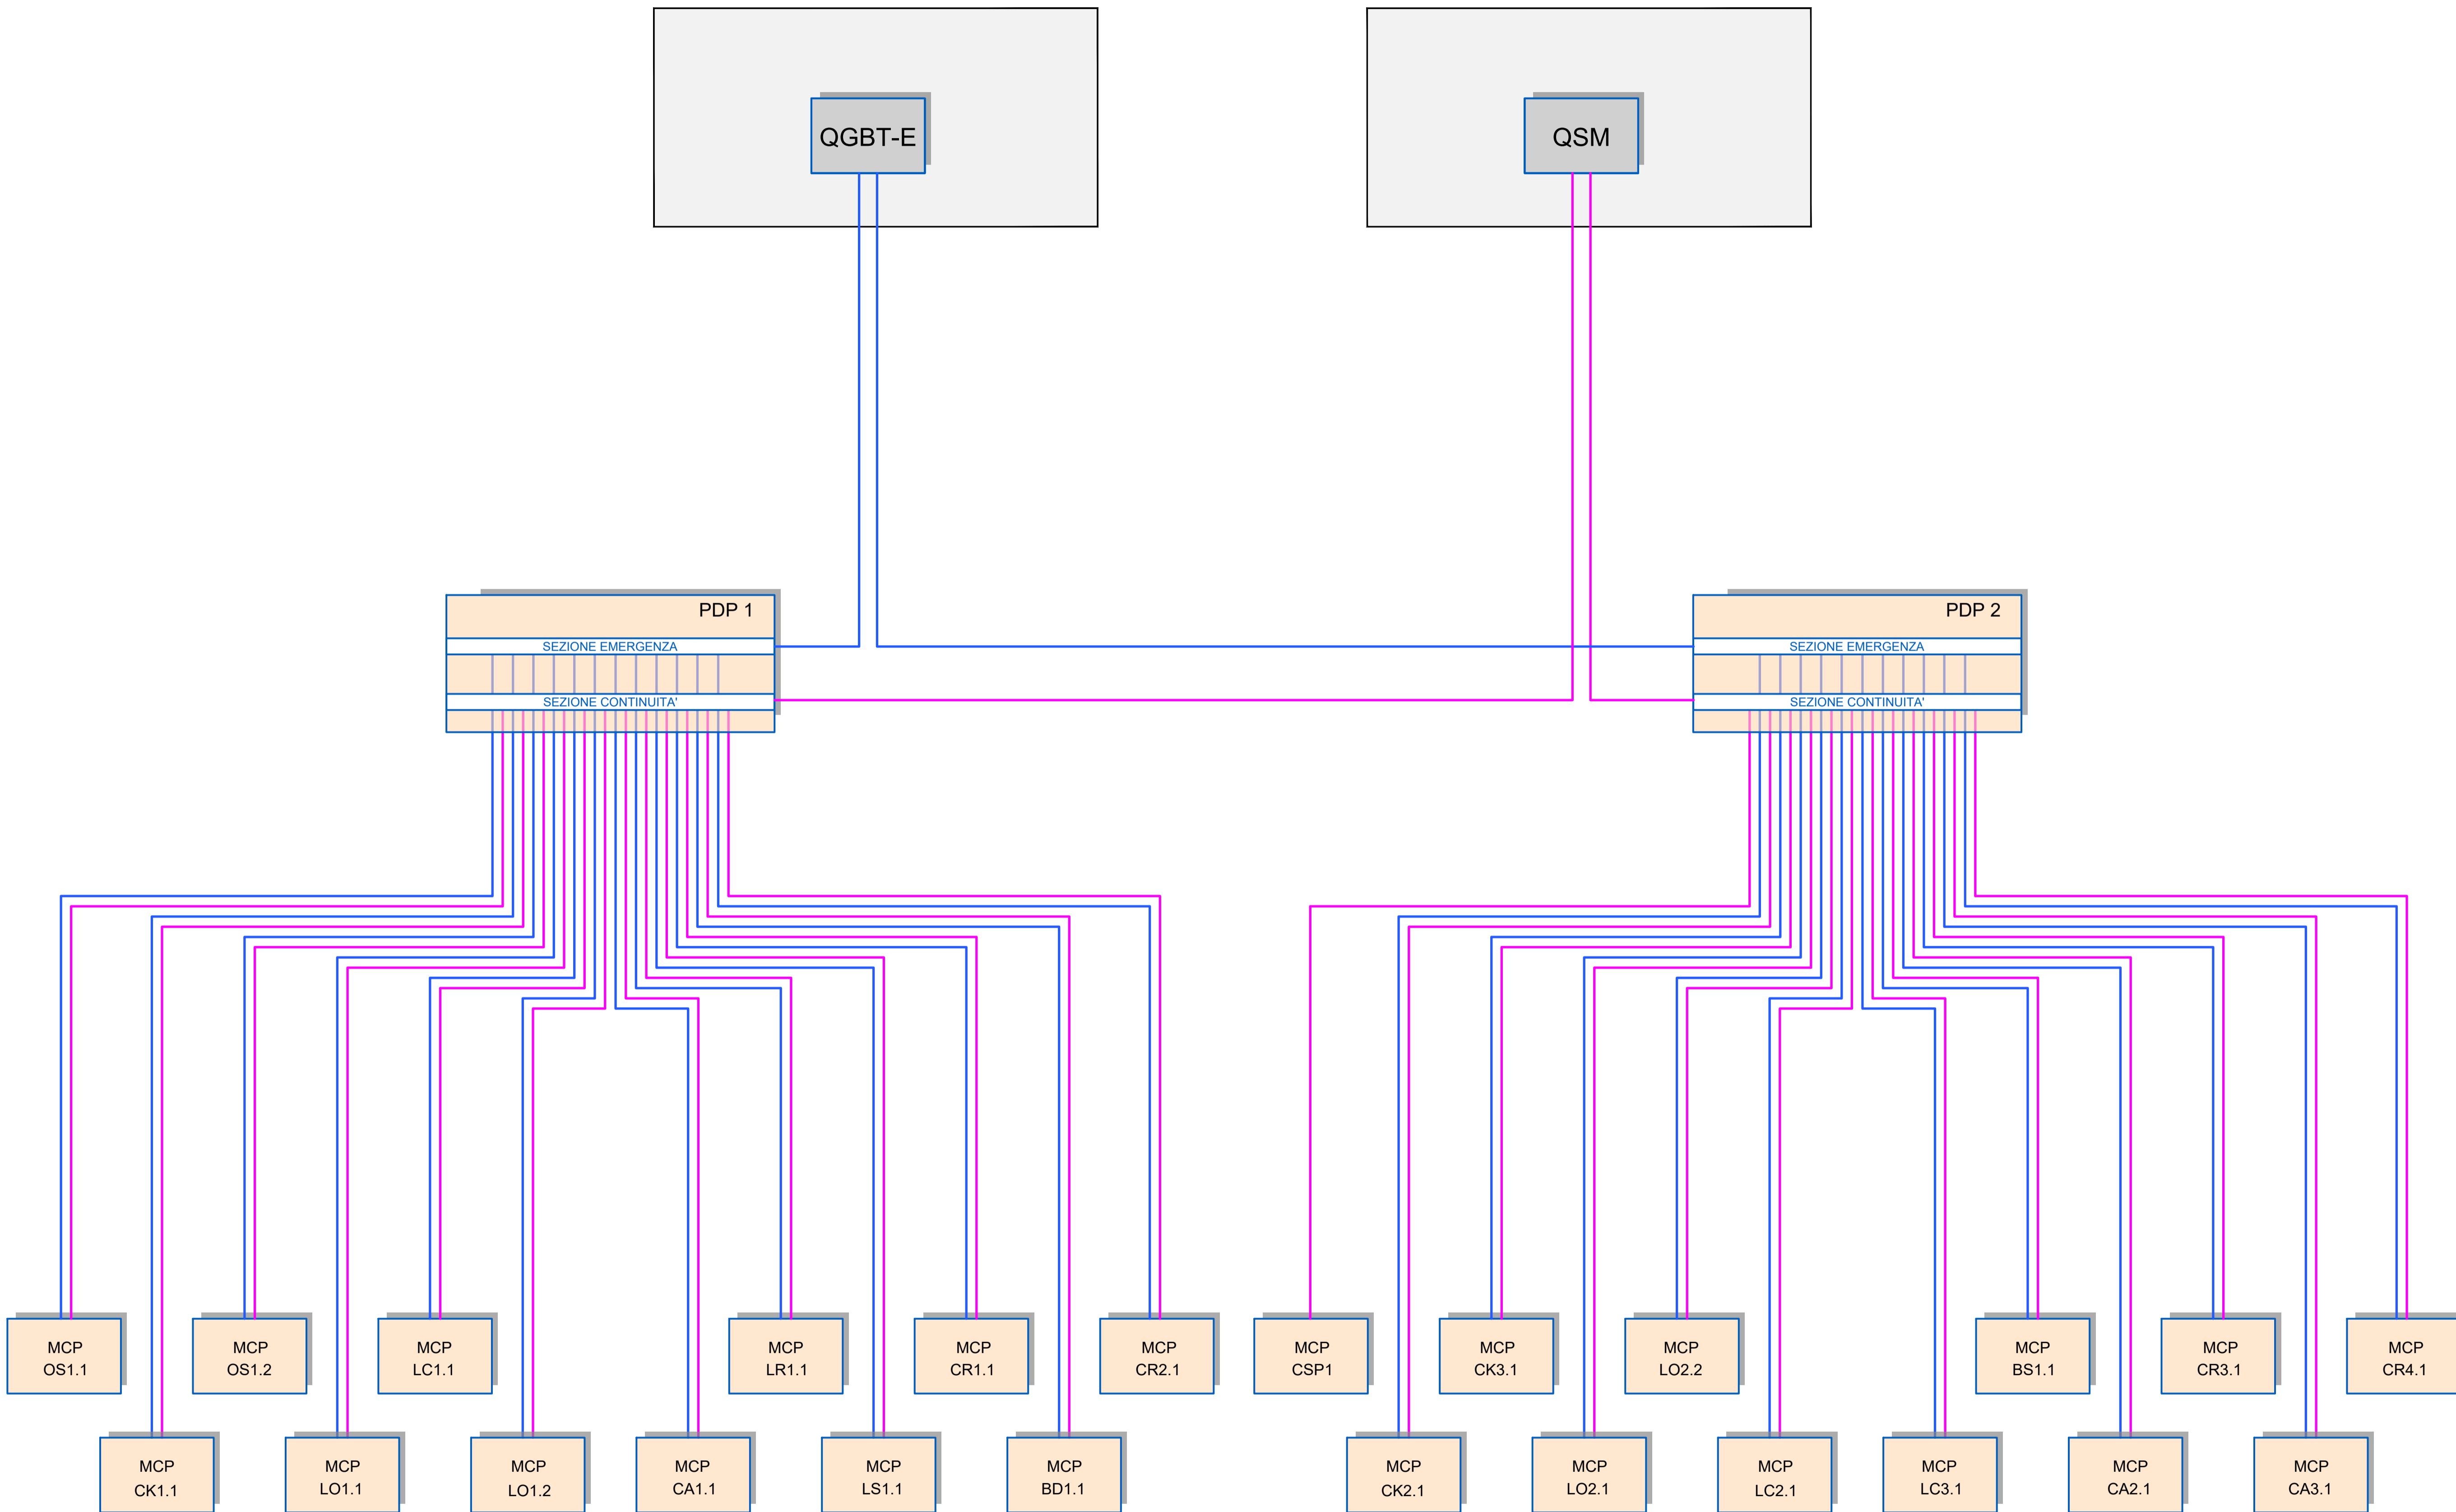 QGBT-E
QSM
PDP 1
SEZIONE EMERGENZA
SEZIONE CONTINUITA'
PDP 2
SEZIONE EMERGENZA
SEZIONE CONTINUITA'
MCP
OS1.1
MCP
OS1.2
MCP
LC1.1
MCP
LR1.1
MCP
CR1.1
MCP
CR2.1
MCP
CSP1
MCP
CK3.1
MCP
LO2.2
MCP
BS1.1
MCP
CR3.1
MCP
CR4.1
MCP
CK1.1
MCP
LO1.1
MCP
LO1.2
MCP
CA1.1
MCP
LS1.1
MCP
BD1.1
MCP
CK2.1
MCP
LO2.1
MCP
LC2.1
MCP
LC3.1
MCP
CA2.1
MCP
CA3.1